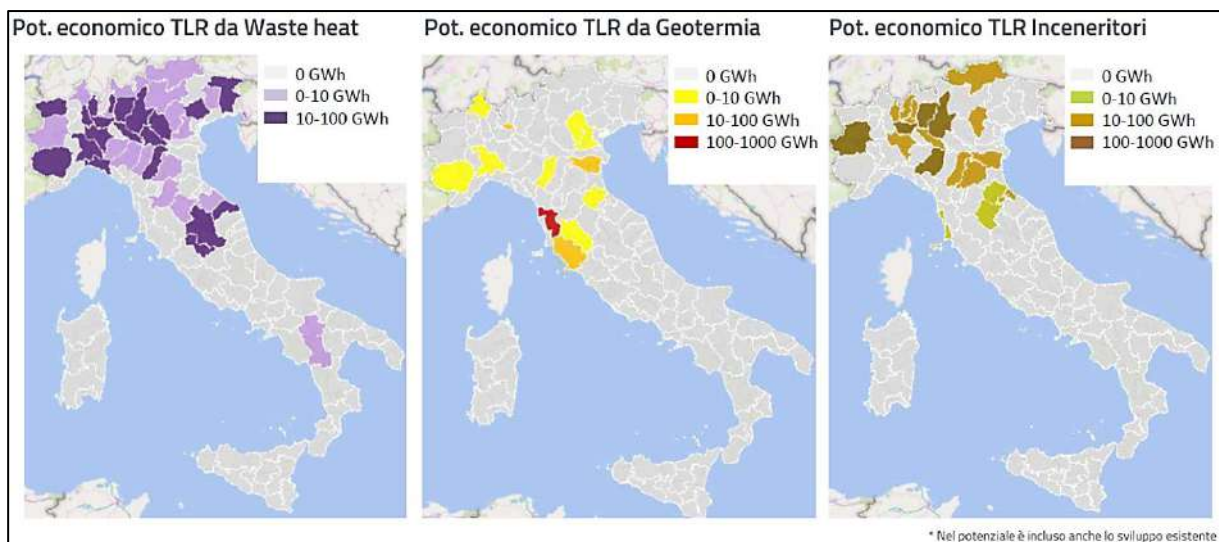 Pot. economico TLR da Waste heat
0 GWh
0-10 GWh
10-100 GWh
Pot. economico TLR da Geotermia
0 GWh
0-10 GWh
10-100 GWh
100-1000 GWh
Pot. economico TLR Inceneritori
0 GWh
0-10 GWh
10-100 GWh
100-1000 GWh
* Nel potenziale è incluso anche lo sviluppo esistente